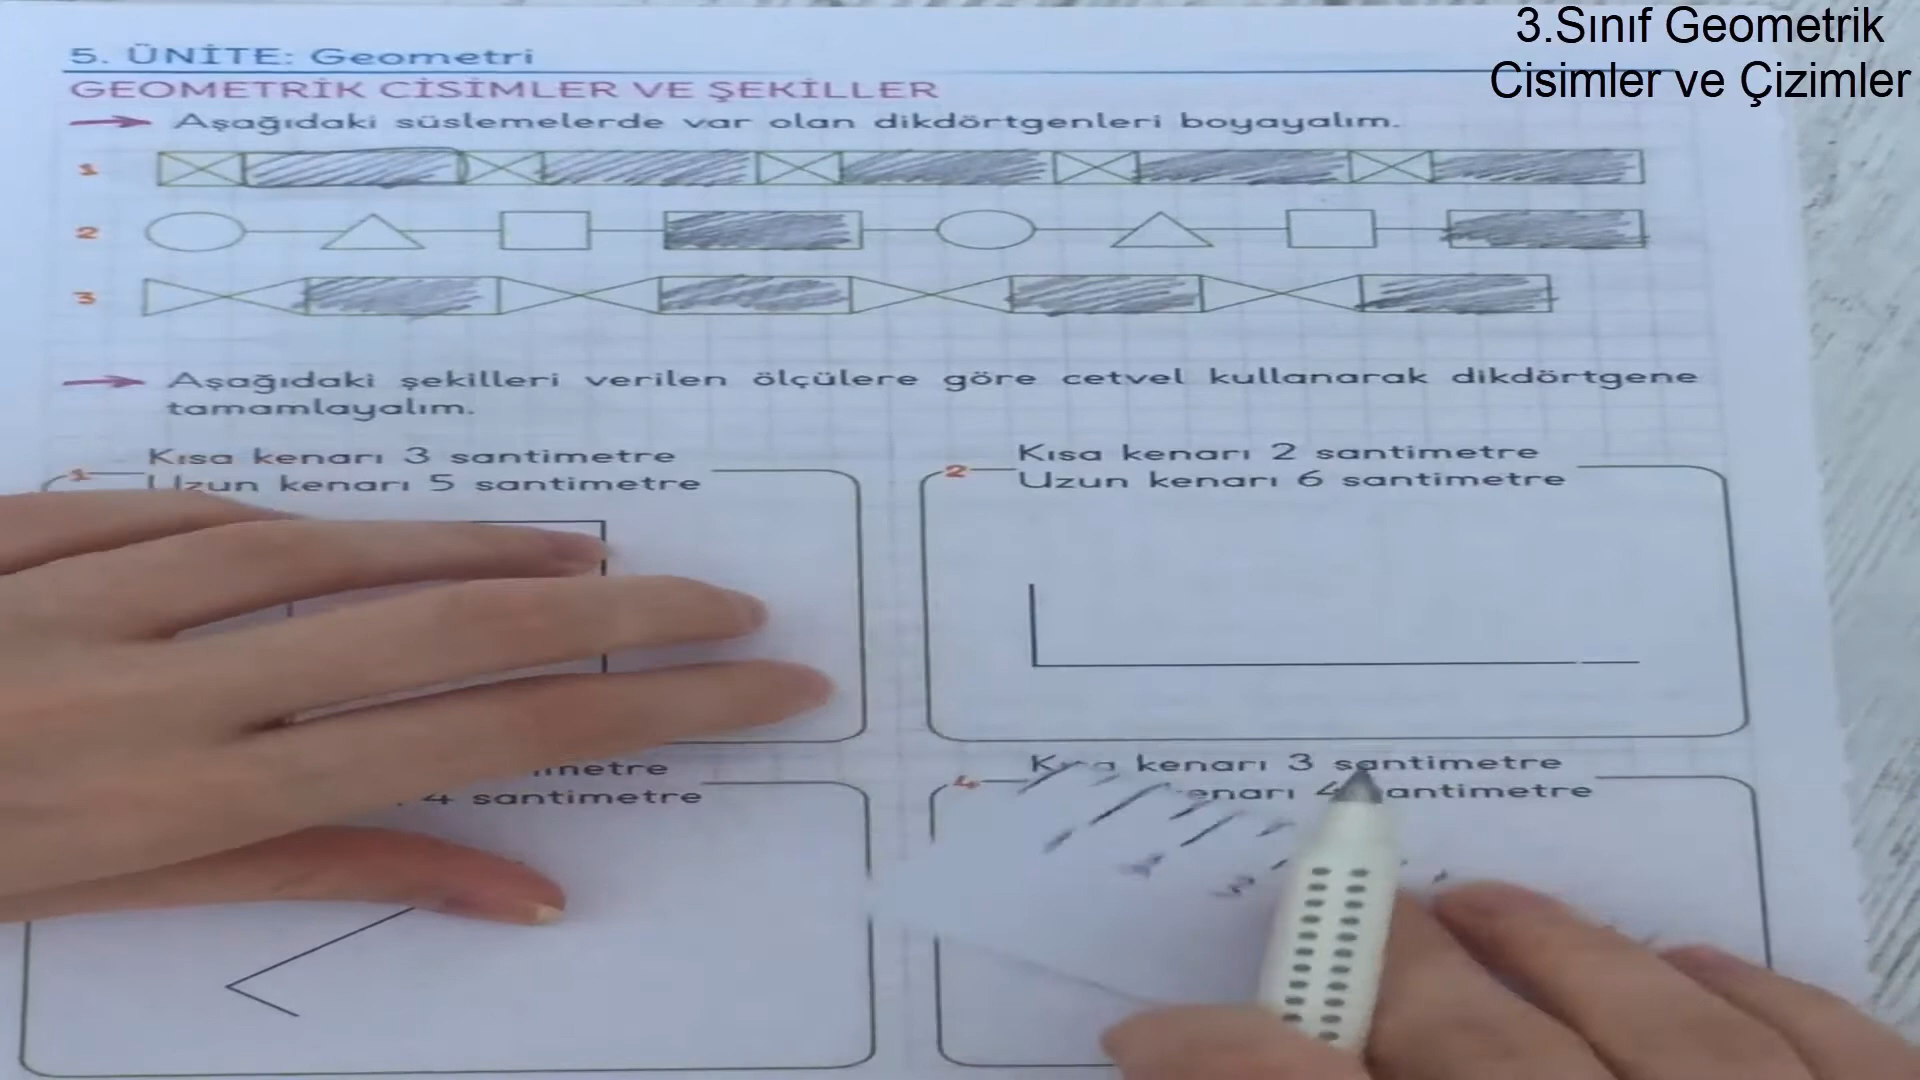 3.Sınıf Geometrik
Cisimler ve Çizimler
5. ÜNİTE: Geometri
GEOMETRİK CİSİMLER VE ŞEKİLLER
Aşağıdaki süslemelerde var olan dikdörtgenleri boyayalım.
1
2
3
Aşağıdaki şekilleri verilen ölçülere göre cetvel kullanarak dikdörtgene
tamamlayalım.
1
Kısa kenarı 3 santimetre
Uzun kenarı 5 santimetre
2
Kısa kenarı 2 santimetre
Uzun kenarı 6 santimetre
4 santimetre
4
kenarı 3 santimetre
4